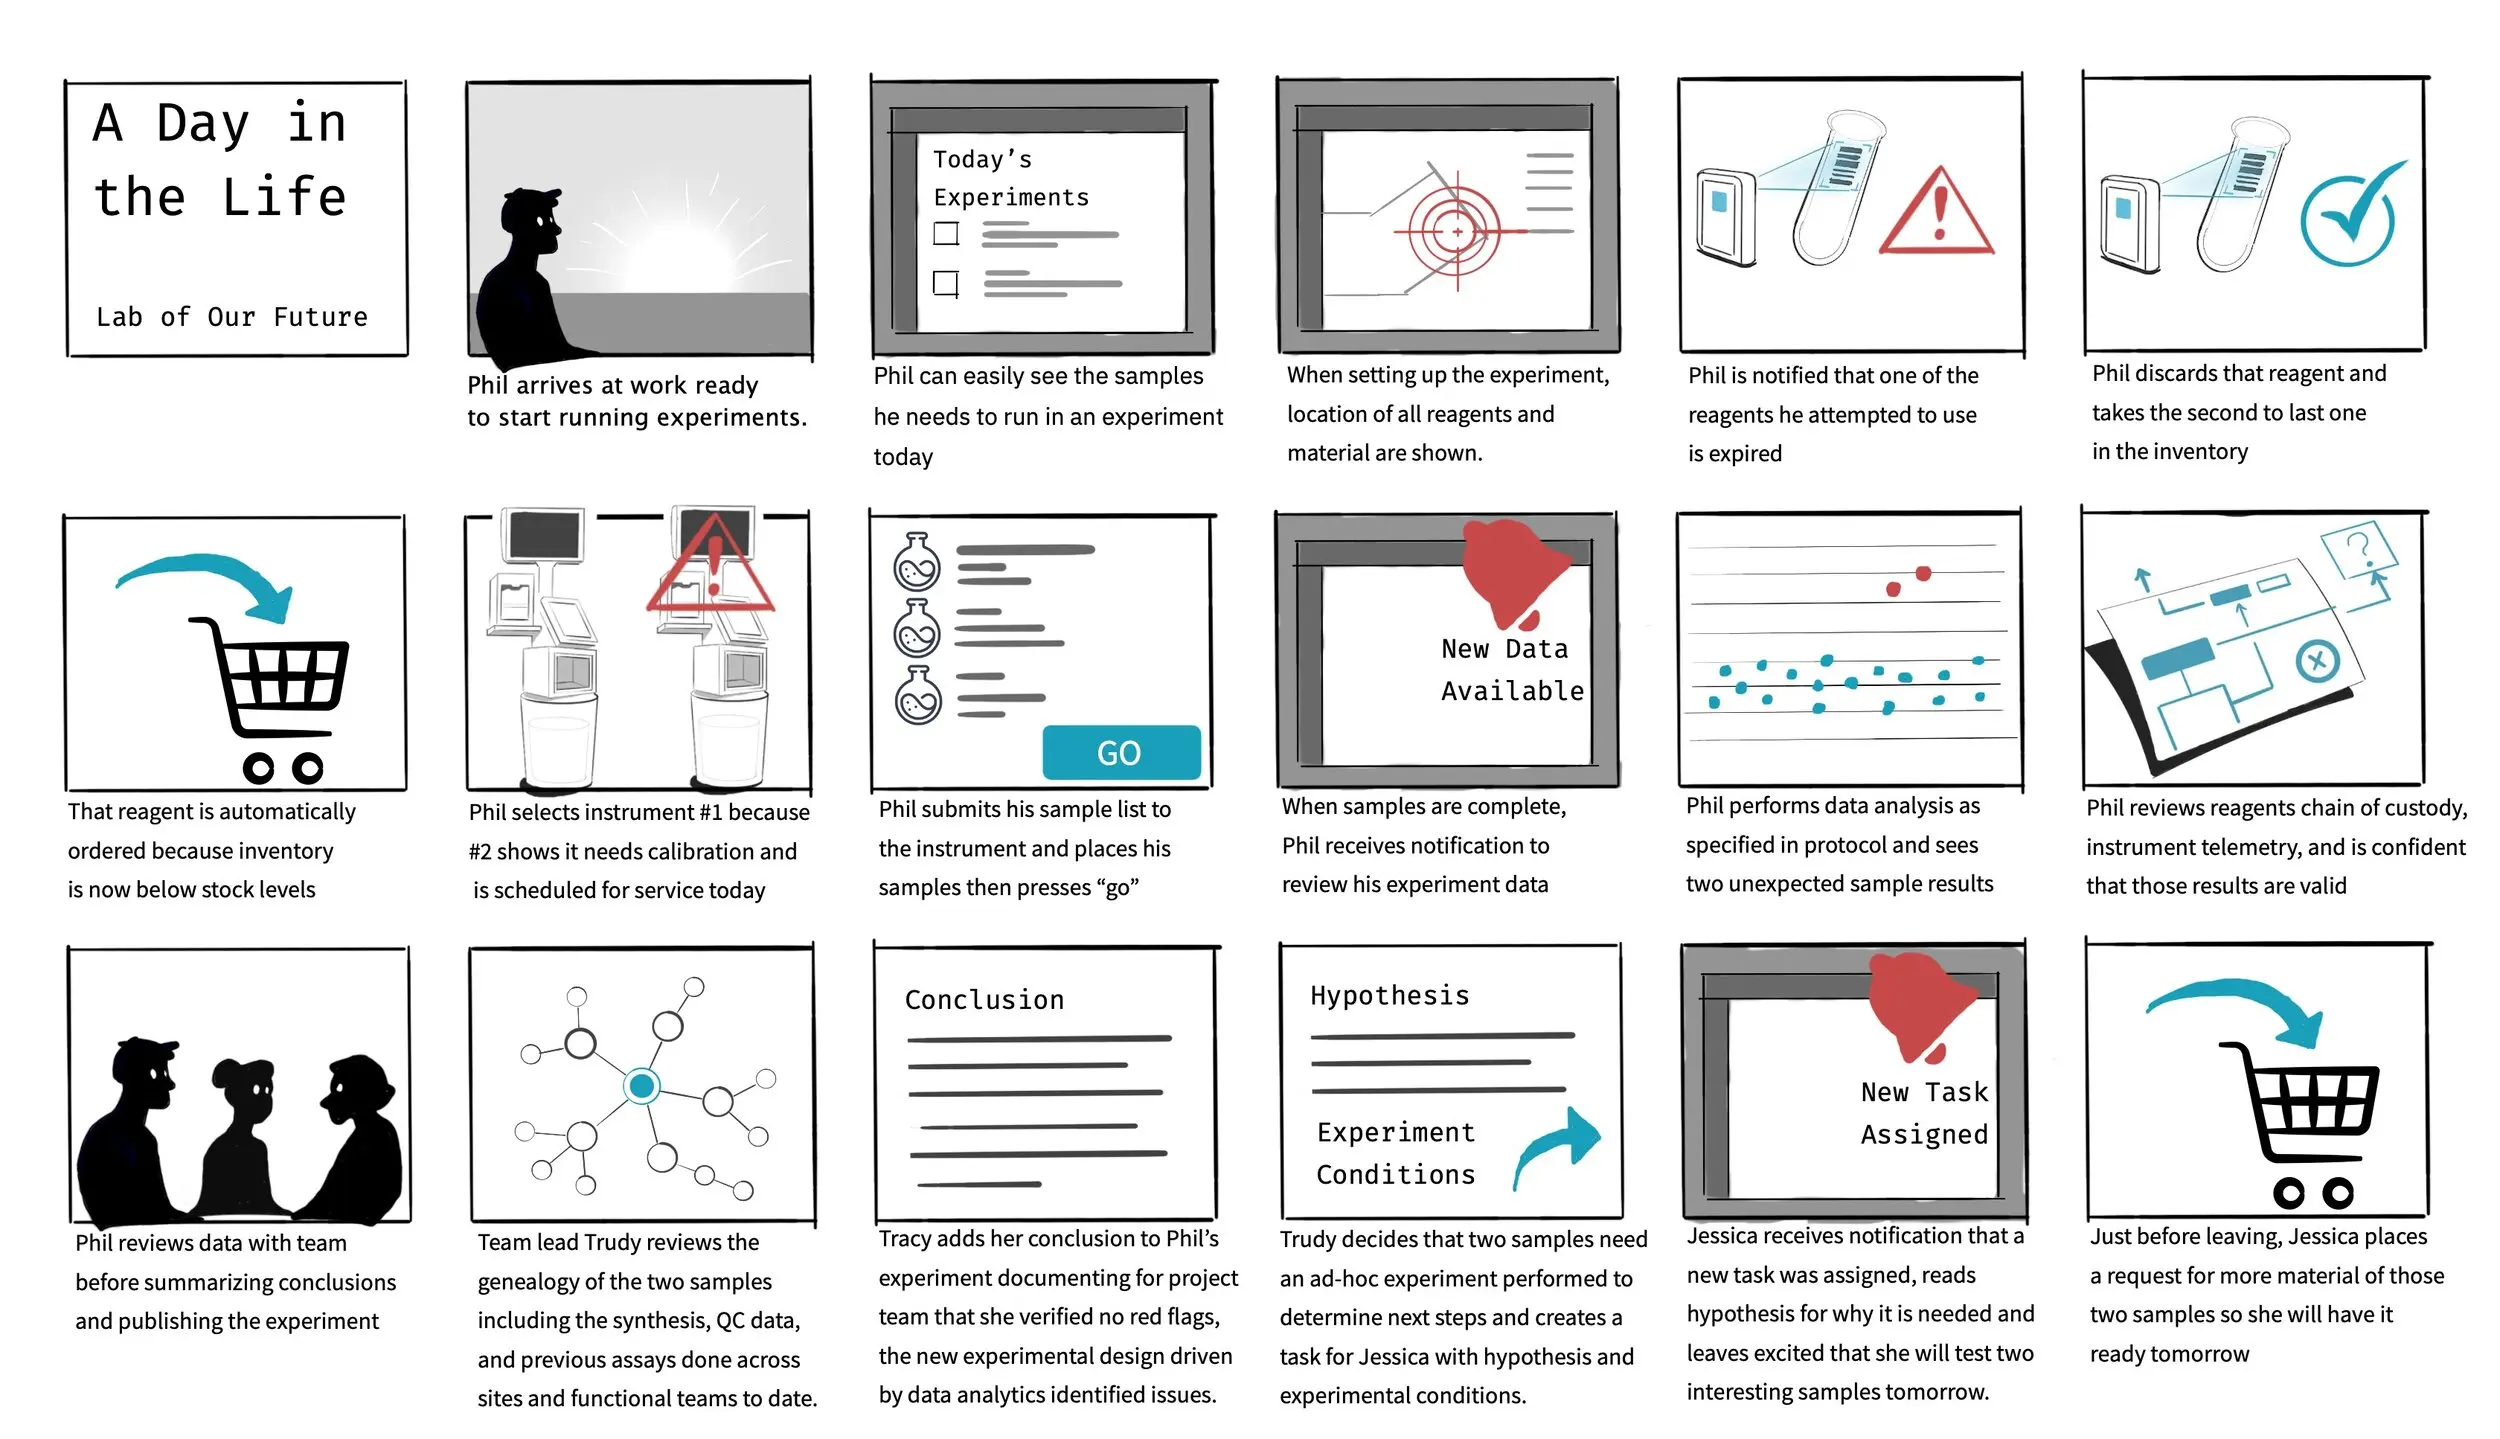 A Day in
the Life
Lab of Our Future
Phil arrives at work ready
to start running experiments.
Today's
Experiments
Phil can easily see the samples
he needs to run in an experiment
today
When setting up the experiment,
location of all reagents and
material are shown.
Phil is notified that one of the
reagents he attempted to use
is expired
Phil discards that reagent and
takes the second to last one
in the inventory
That reagent is automatically
ordered because inventory
is now below stock levels
Phil selects instrument #1 because
#2 shows it needs calibration and
is scheduled for service today
GO
Phil submits his sample list to
the instrument and places his
samples then presses “go”
New Data
Available
When samples are complete,
Phil receives notification to
review his experiment data
Phil performs data analysis as
specified in protocol and sees
two unexpected sample results
?
Phil reviews reagents chain of custody,
instrument telemetry, and is confident
that those results are valid
Phil reviews data with team
before summarizing conclusions
and publishing the experiment
Team lead Trudy reviews the
genealogy of the two samples
including the synthesis, QC data,
and previous assays done across
sites and functional teams to date.
Conclusion
Tracy adds her conclusion to Phil's
experiment documenting for project
team that she verified no red flags,
the new experimental design driven
by data analytics identified issues.
Hypothesis
Experiment
Conditions
Trudy decides that two samples need
an ad-hoc experiment performed to
determine next steps and creates a
task for Jessica with hypothesis and
experimental conditions.
New Task
Assigned
Jessica receives notification that a
new task was assigned, reads
hypothesis for why it is needed and
leaves excited that she will test two
interesting samples tomorrow.
Just before leaving, Jessica places
a request for more material of those
two samples so she will have it
ready tomorrow